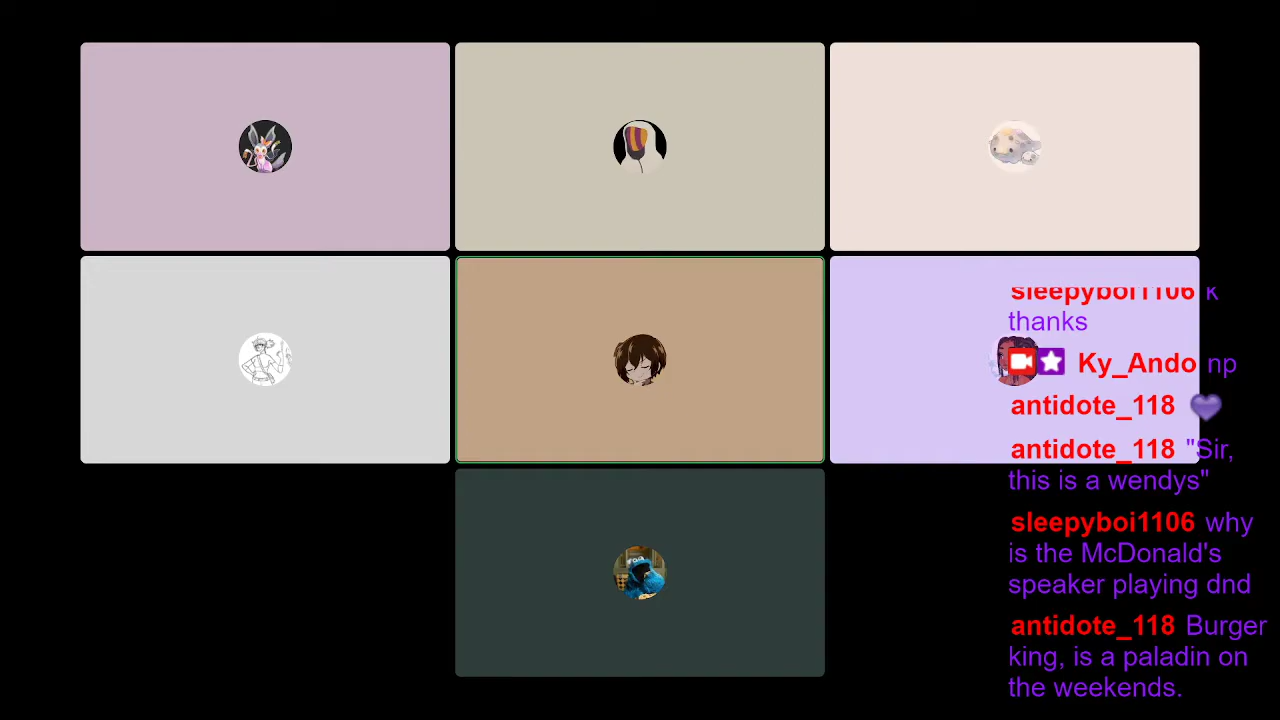 sleepyboi1106 k
thanks
Ky_Ando np
antidote_118 💜
antidote_118 "Sir,
this is a wendys"
sleepyboi1106 why
is the McDonald's
speaker playing dnd
antidote_118 Burger
king, is a paladin on
the weekends.